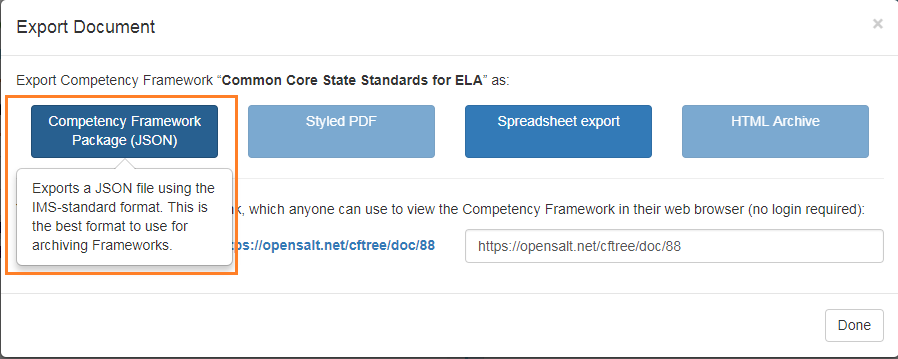 Export Document
×
Export Competency Framework “Common Core State Standards for ELA” as:
Competency Framework
Package (JSON)
Styled PDF
Spreadsheet export
HTML Archive
Exports a JSON file using the
IMS-standard format. This is
the best format to use for
archiving Frameworks.
which anyone can use to view the Competency Framework in their web browser (no login required):
ps://opensalt.net/cftree/doc/88
https://opensalt.net/cftree/doc/88
Done